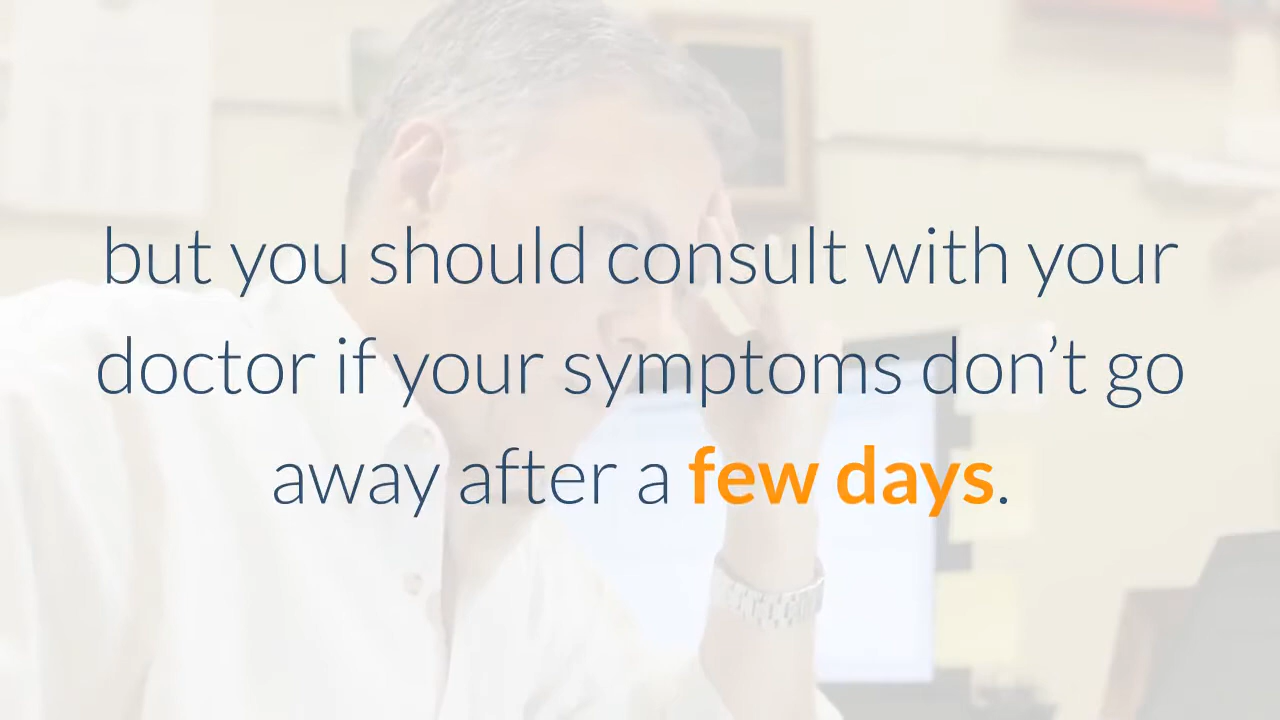 but you should consult with your
doctor if your symptoms don’t go
away after a few days.